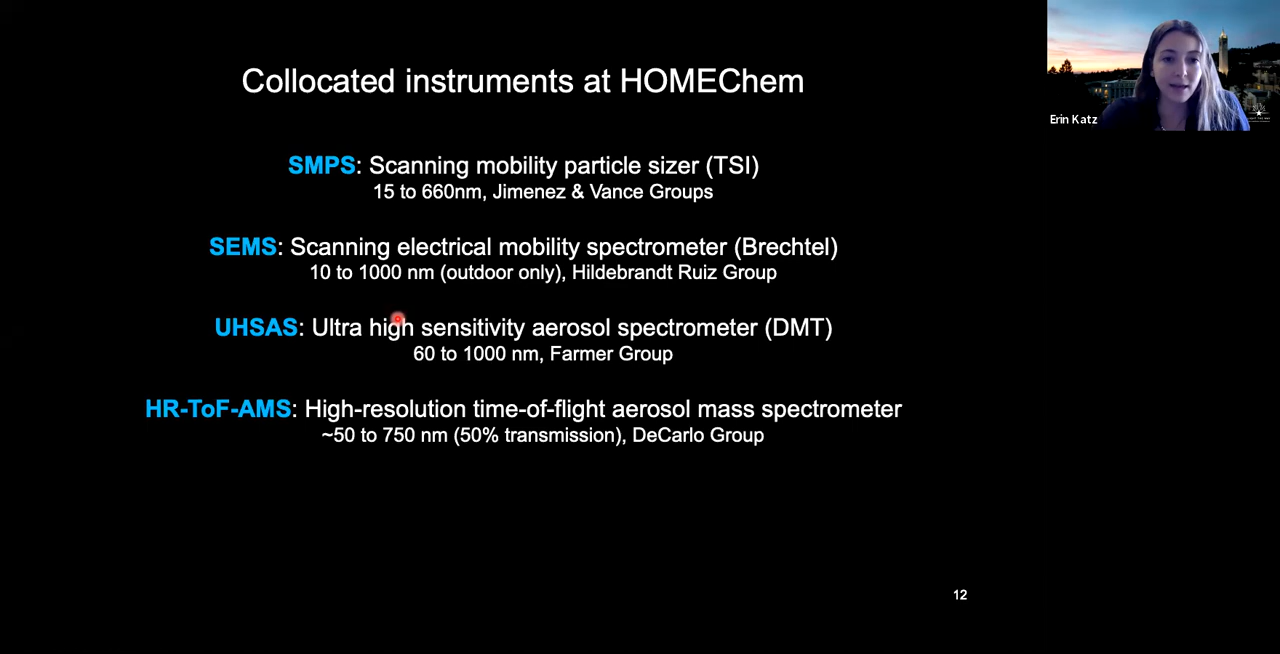 Collocated instruments at HOMEChem
Erin Katz
SMPS: Scanning mobility particle sizer (TSI)
15 to 660nm, Jimenez & Vance Groups
SEMS: Scanning electrical mobility spectrometer (Brechtel)
10 to 1000 nm (outdoor only), Hildebrandt Ruiz Group
UHSAS: Ultra high sensitivity aerosol spectrometer (DMT)
60 to 1000 nm, Farmer Group
HR-ToF-AMS: High-resolution time-of-flight aerosol mass spectrometer
~50 to 750 nm (50% transmission), DeCarlo Group
12